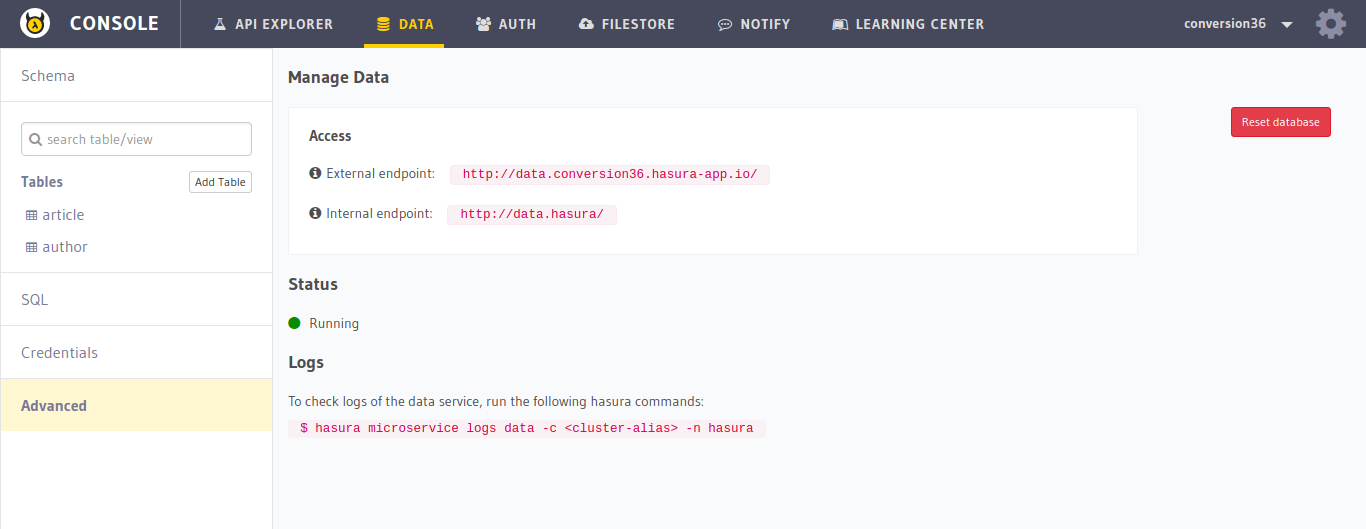 CONSOLE
API EXPLORER
DATA
AUTH
FILESTORE
NOTIFY
LEARNING CENTER
conversion36
Schema
search table/view
Tables
Add Table
article
author
SQL
Credentials
Advanced
Manage Data
Reset database
Access
External endpoint: http://data.conversion36.hasura-app.io/
Internal endpoint: http://data.hasura/
Status
Running
Logs
To check logs of the data service, run the following hasura commands:
$ hasura microservice logs data -c <cluster-alias> -n hasura